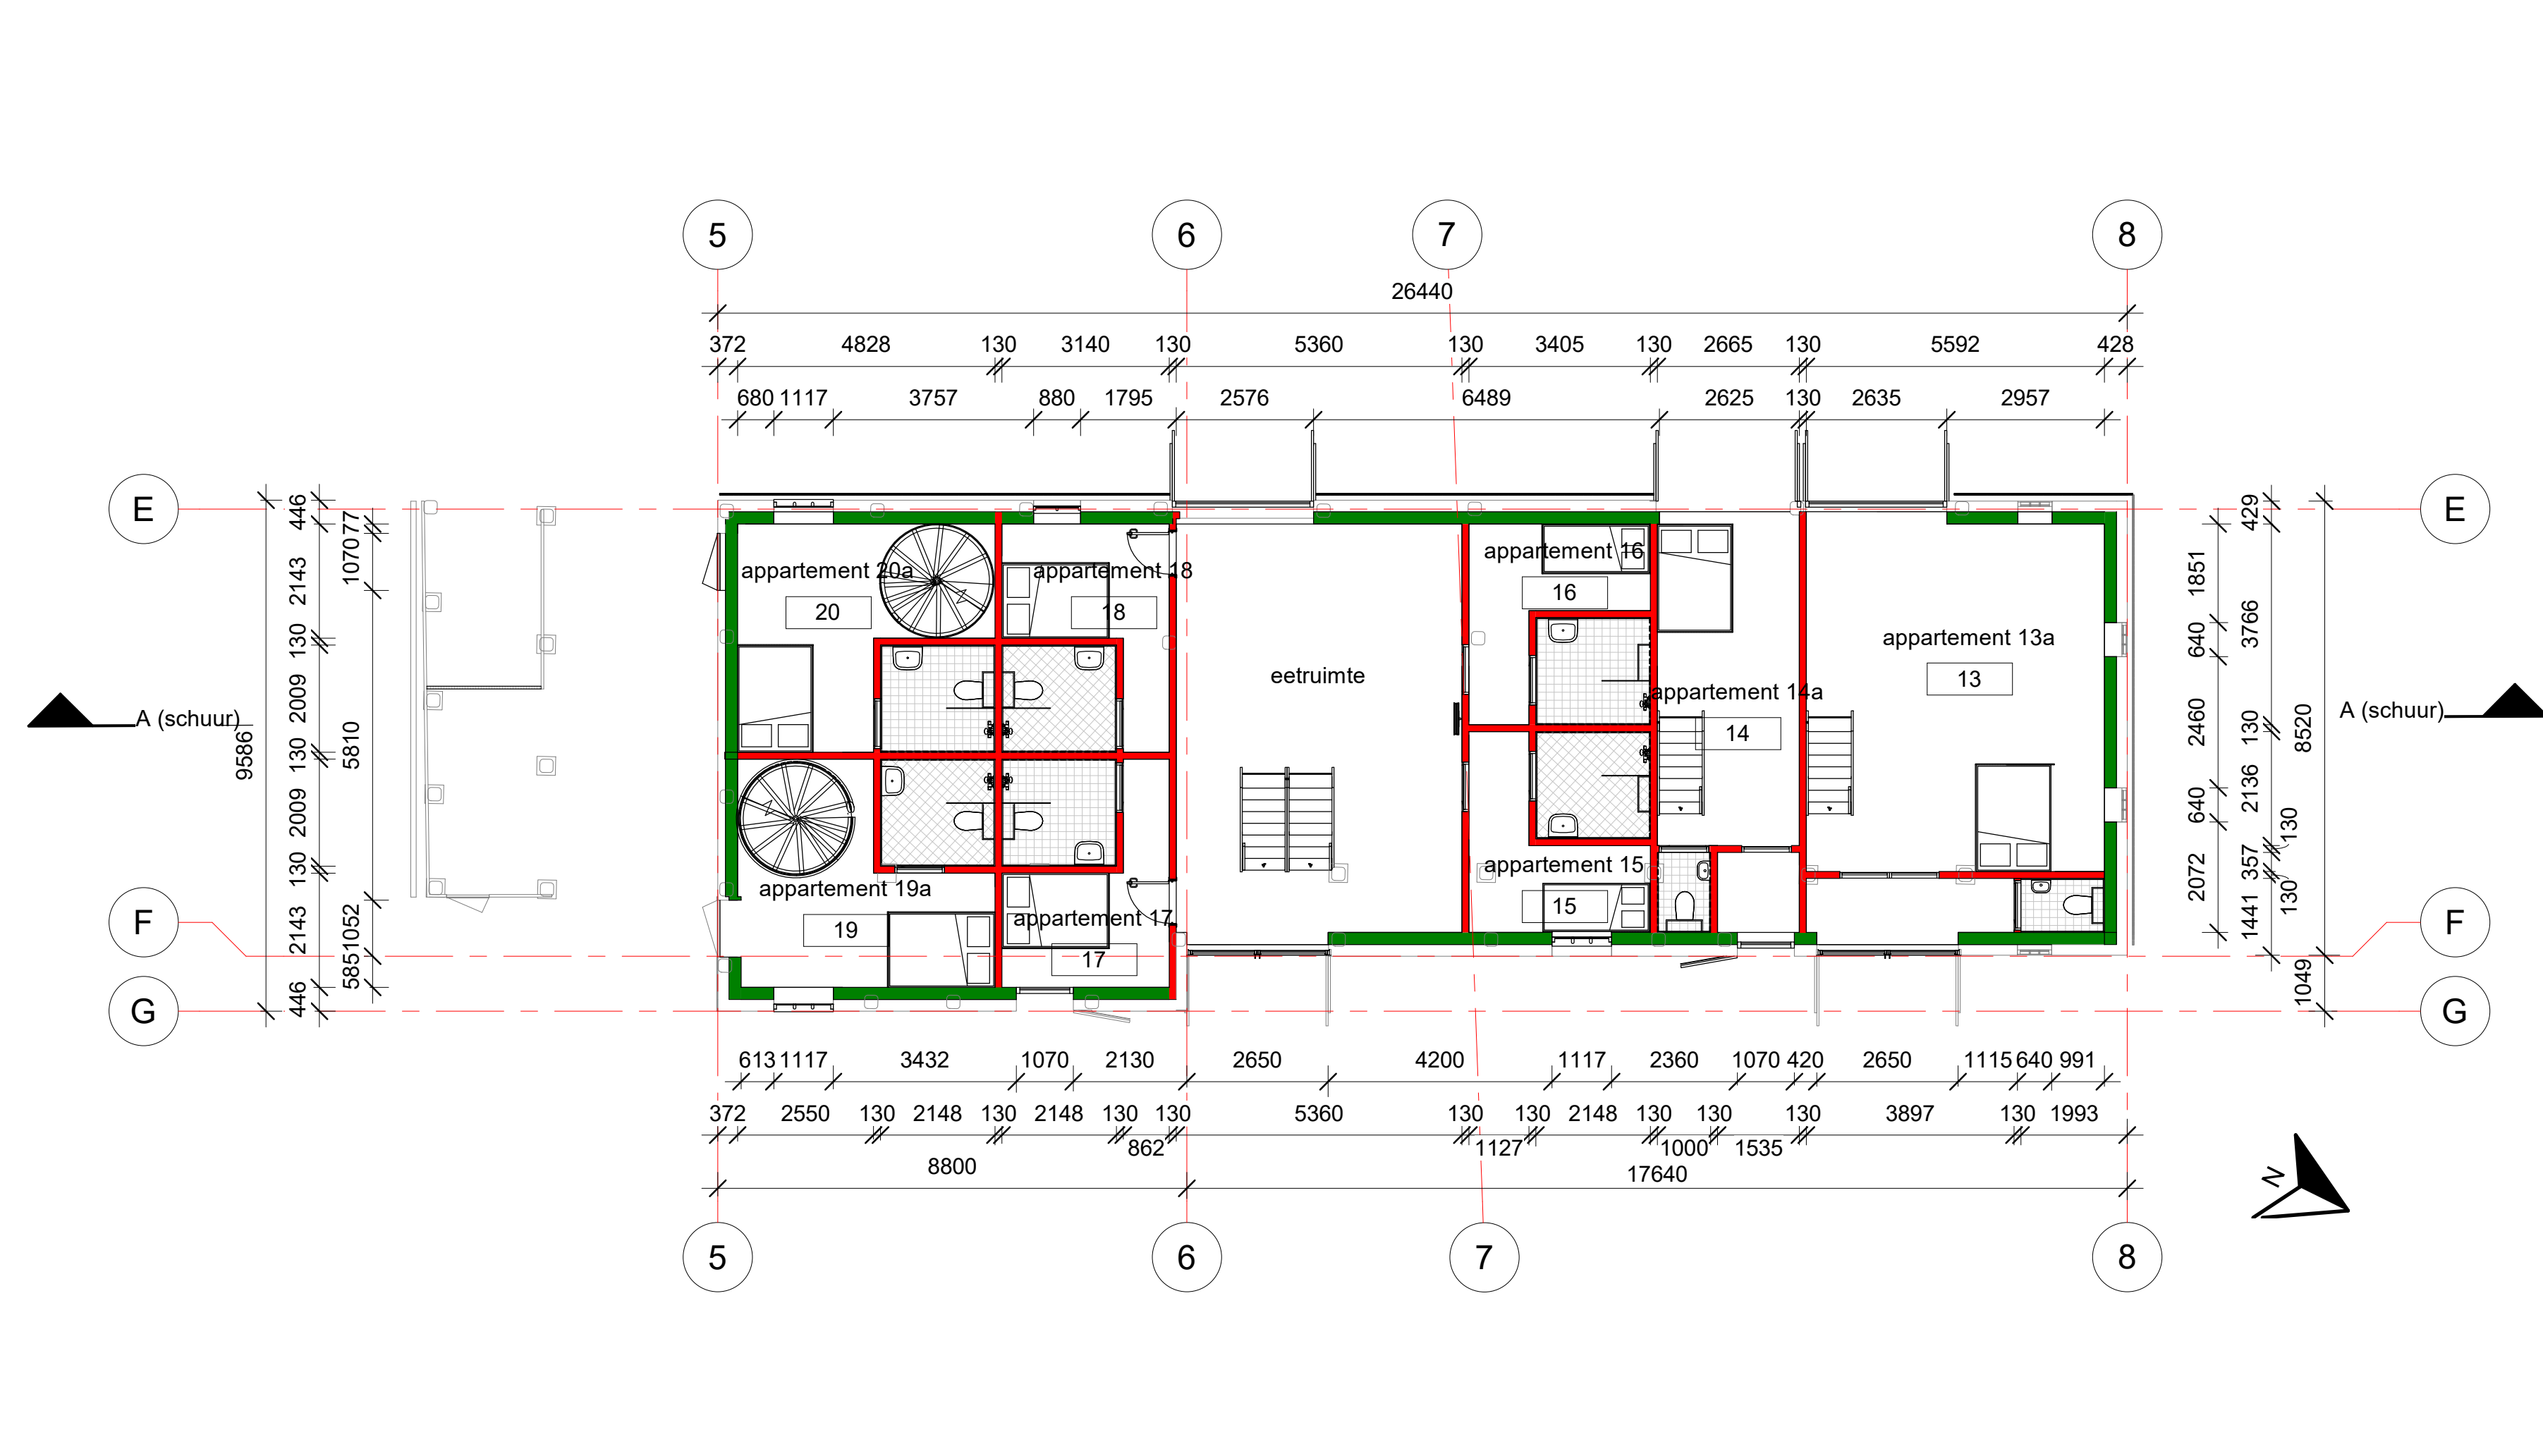 5 6 7 8
26440
372 4828 130 3140 130 5360 130 3405 130 2665 130 5592 428
680 1117 3757 880 1795 2576 6489 2625 130 2635 2957
E E
446 2143 130 2009 130 2009 130 2143 446
77 1070 5810 1052 585
9586
429 3766 130 2136 130 357 130 1441
1851 640 2460 640 2072
8520 1049
appartement 20a
20
appartement 18
18
appartement 16
16
eetruimte
appartement 14a
14
appartement 13a
13
A (schuur)
A (schuur)
appartement 19a
19
appartement 17
17
appartement 15
15
F F
G G
613 1117 3432 1070 2130 2650 4200 1117 2360 1070 420 2650 1115 640 991
372 2550 130 2148 130 2148 130 130 5360 130 130 2148 130 130 130 3897 130 1993
862 1127 1000 1535
8800 17640
N
5 6 7 8